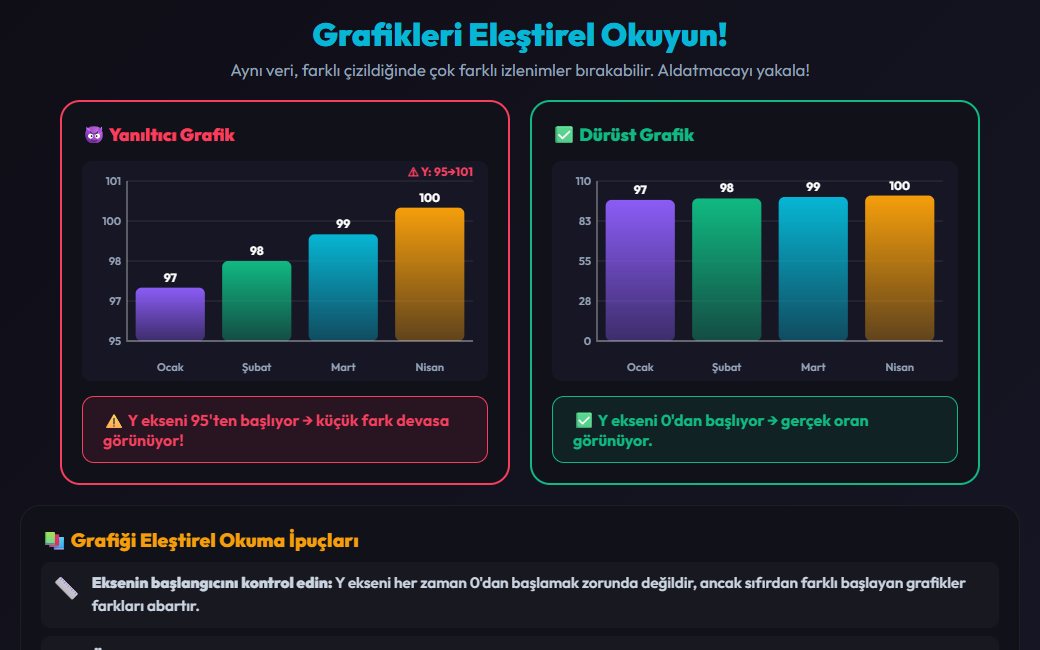 Grafikleri Eleştirel Okuyun!
Aynı veri, farklı çizildiğinde çok farklı izlenimler bırakabilir. Aldatmacayı yakala!
😈 Yanıltıcı Grafik
⚠ Y: 95→101
101
100
98
97
95
97
98
99
100
Ocak
Şubat
Mart
Nisan
⚠️ Y ekseni 95'ten başlıyor → küçük fark devasa
görünüyor!
✅ Dürüst Grafik
110
83
55
28
0
97
98
99
100
Ocak
Şubat
Mart
Nisan
✅ Y ekseni 0'dan başlıyor → gerçek oran
görünüyor.
📚 Grafiği Eleştirel Okuma İpuçları
Eksenin başlangıcını kontrol edin: Y ekseni her zaman 0'dan başlamak zorunda değildir, ancak sıfırdan farklı başlayan grafikler
farkları abartır.